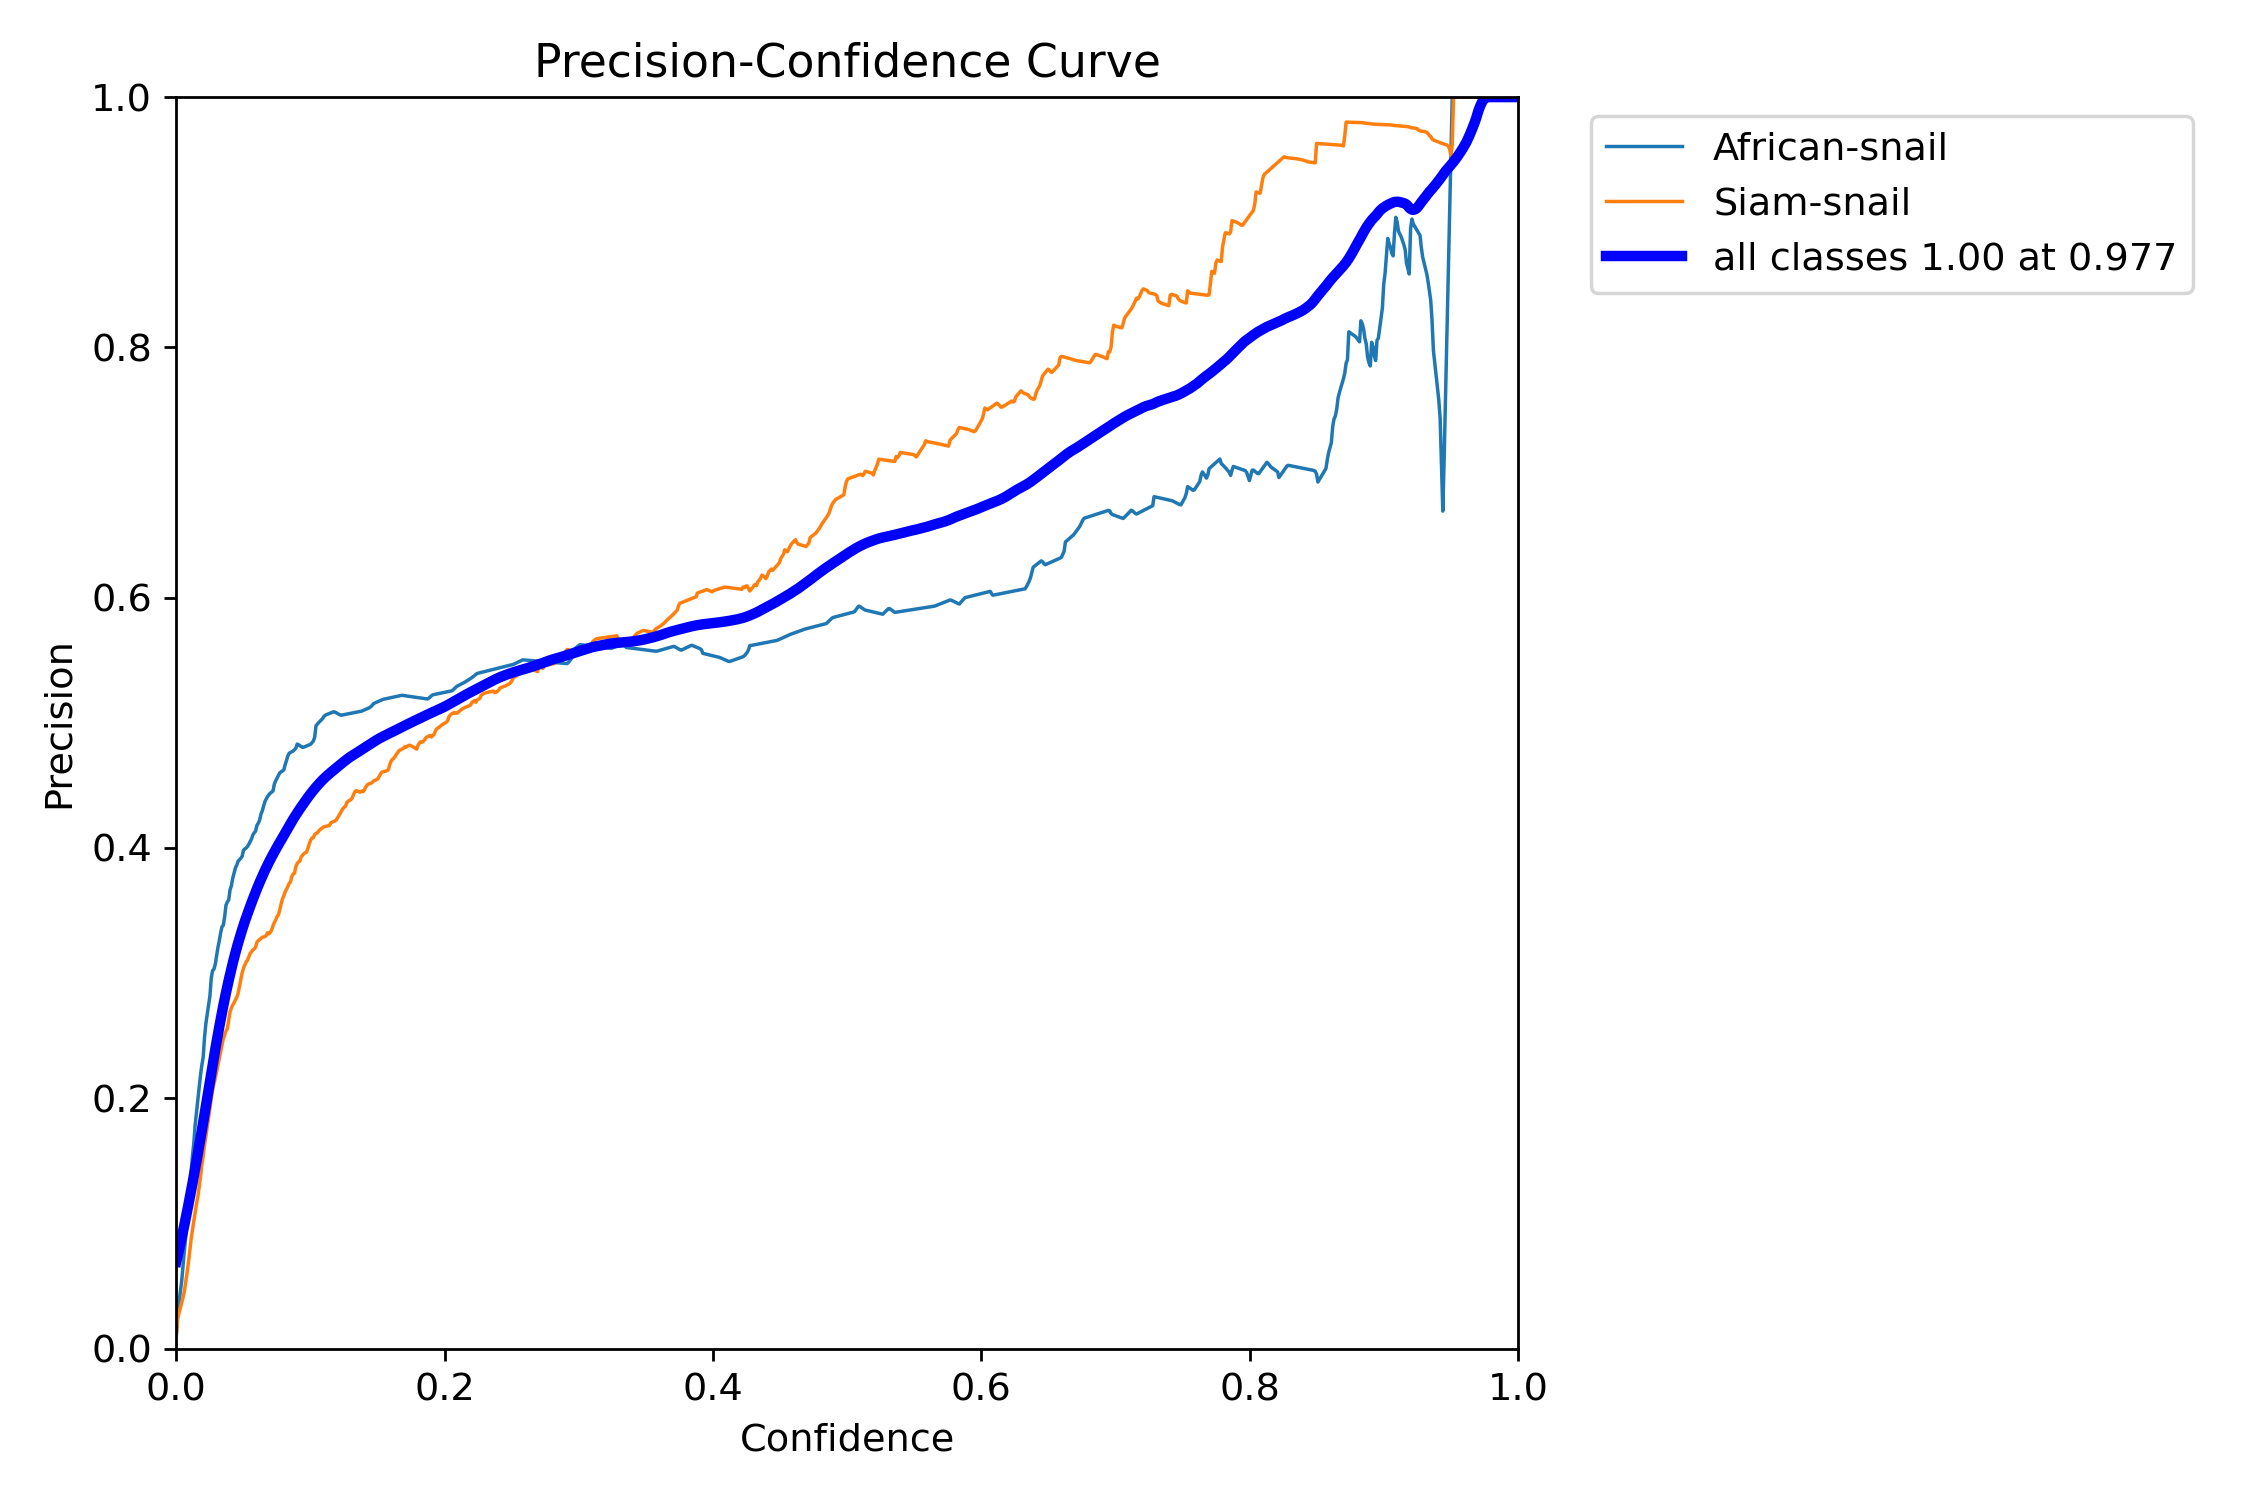 Precision-Confidence Curve
1.0
0.8
0.6
0.4
0.2
0.0
Precision
0.0 0.2 0.4 0.6 0.8 1.0
Confidence
African-snail
Siam-snail
all classes 1.00 at 0.977